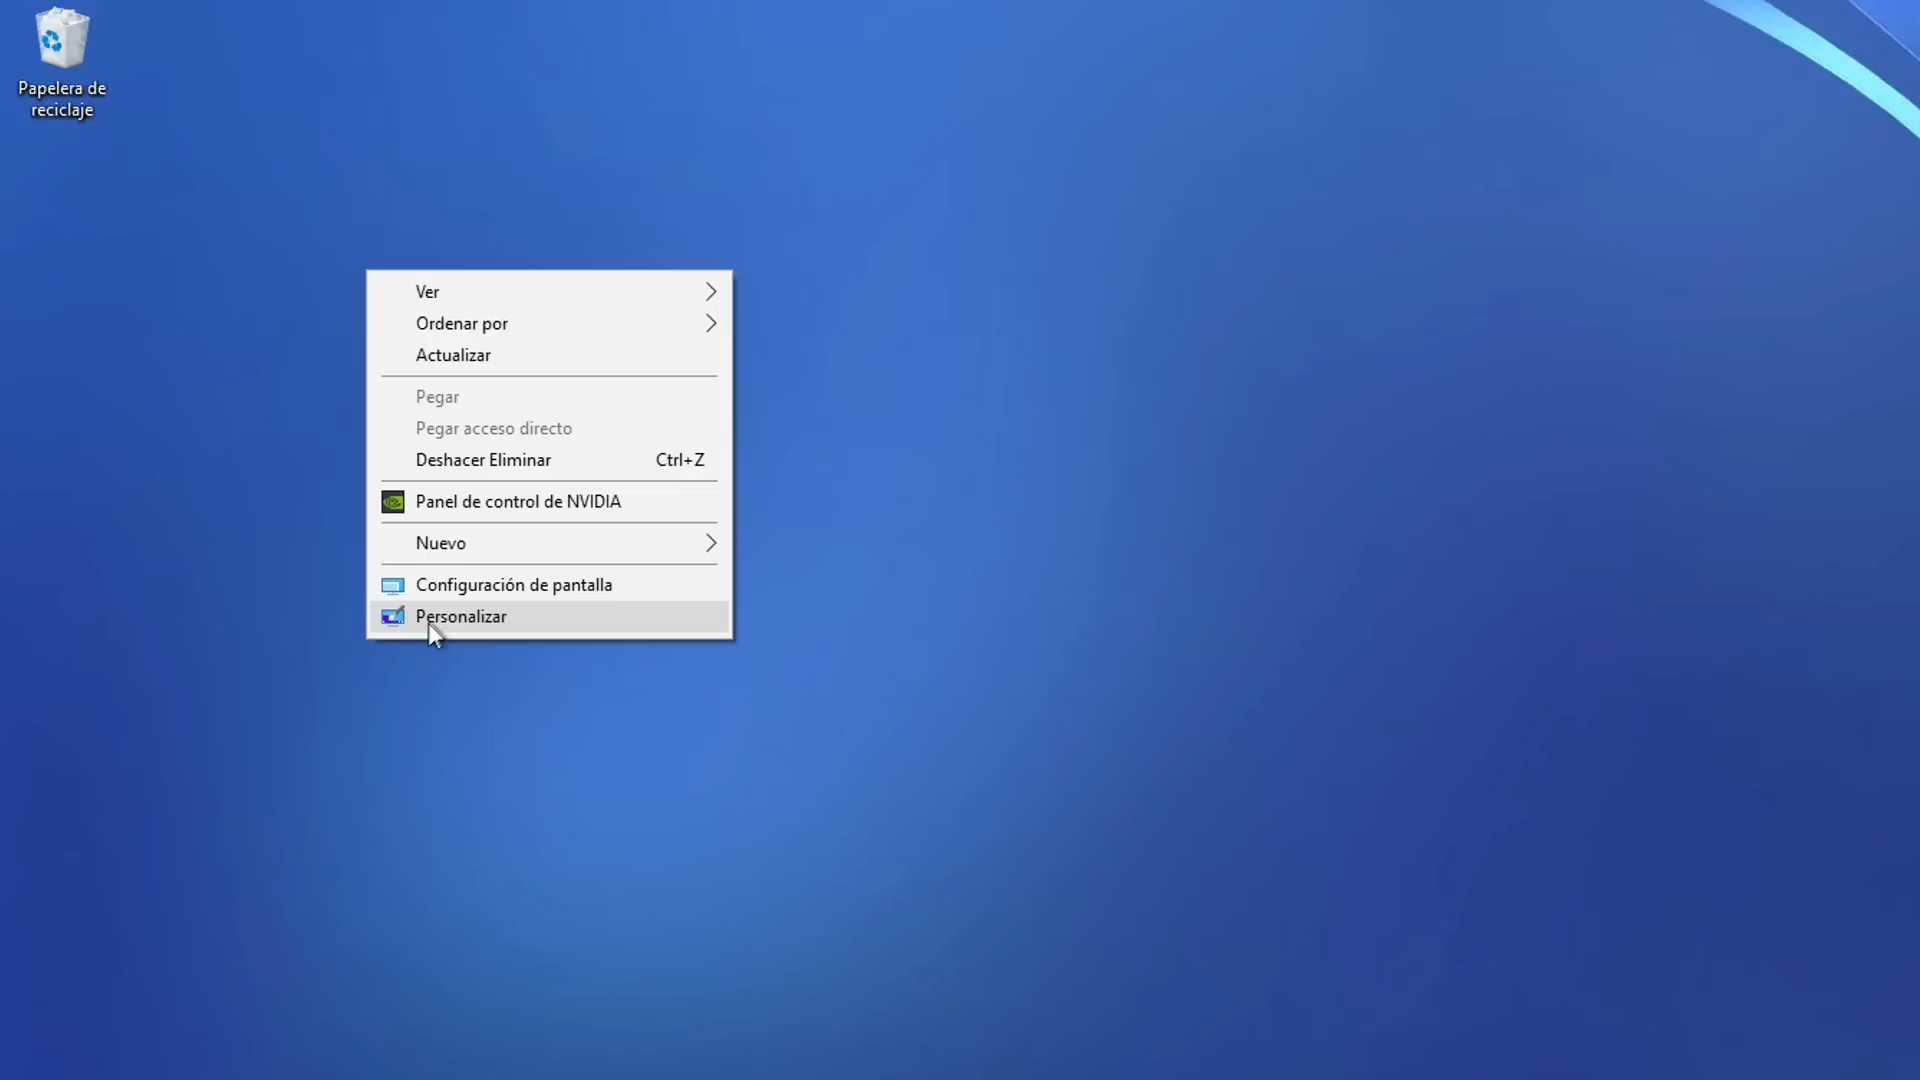 Papelera de
reciclaje
Ver
Ordenar por
Actualizar
Pegar
Pegar acceso directo
Deshacer Eliminar Ctrl+Z
Panel de control de NVIDIA
Nuevo
Configuración de pantalla
Personalizar